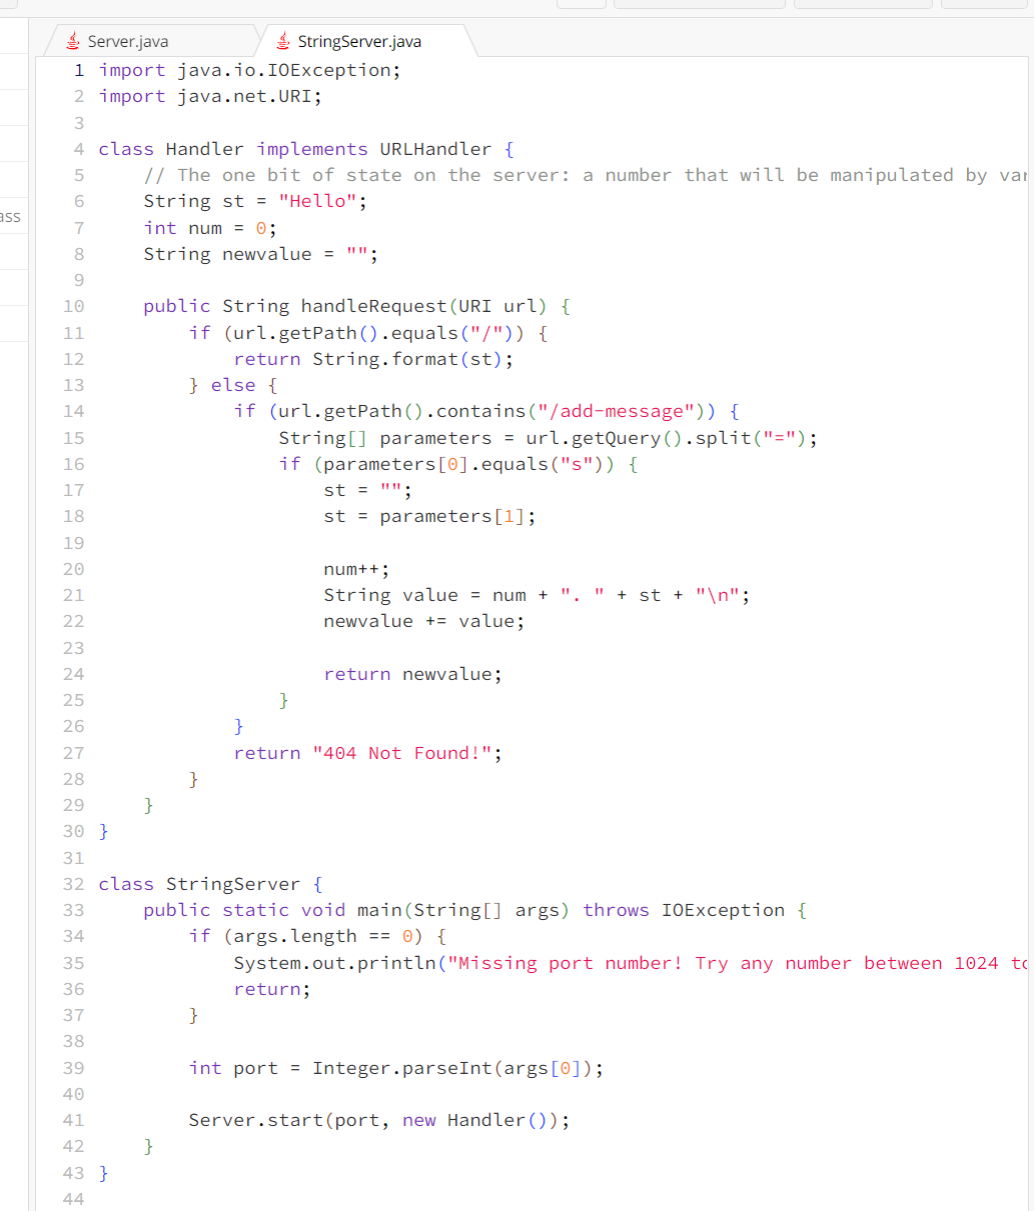 Server.java
StringServer.java
ass
1 import java.io.IOException;
2 import java.net.URI;
3
4 class Handler implements URLHandler {
5     // The one bit of state on the server: a number that will be manipulated by var
6     String st = "Hello";
7     int num = 0;
8     String newvalue = "";
9
10     public String handleRequest(URI url) {
11         if (url.getPath().equals("/")) {
12             return String.format(st);
13         } else {
14             if (url.getPath().contains("/add-message")) {
15                 String[] parameters = url.getQuery().split("=");
16                 if (parameters[0].equals("s")) {
17                     st = "";
18                     st = parameters[1];
19
20                     num++;
21                     String value = num + ". " + st + "\n";
22                     newvalue += value;
23
24                     return newvalue;
25                 }
26             }
27             return "404 Not Found!";
28         }
29     }
30 }
31
32 class StringServer {
33     public static void main(String[] args) throws IOException {
34         if (args.length == 0) {
35             System.out.println("Missing port number! Try any number between 1024 to
36             return;
37         }
38
39         int port = Integer.parseInt(args[0]);
40
41         Server.start(port, new Handler());
42     }
43 }
44